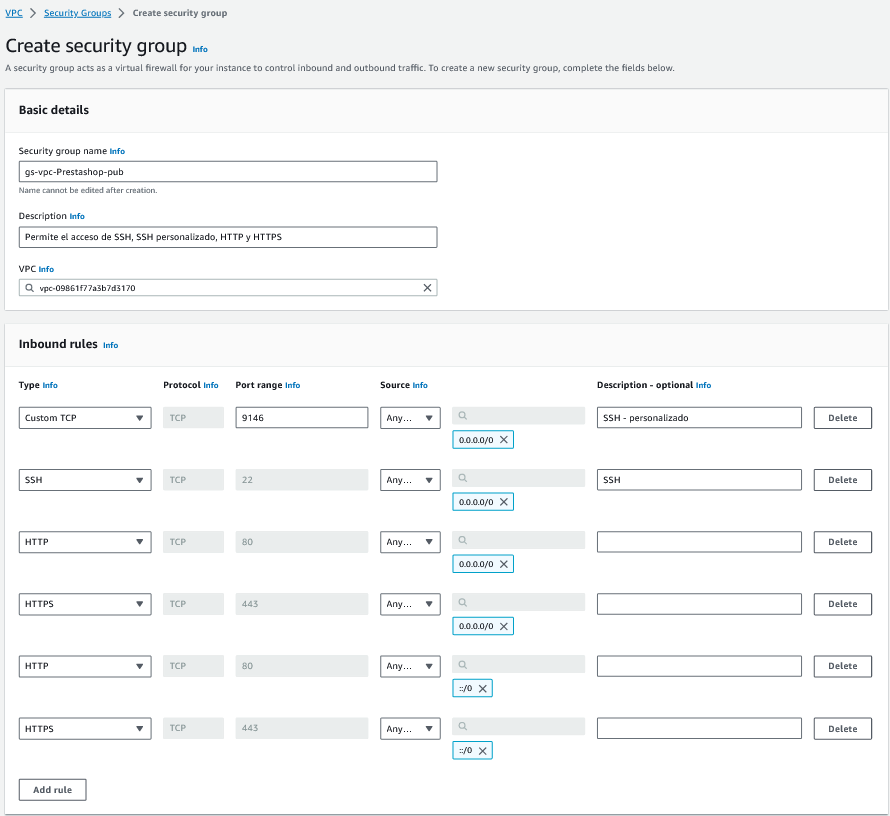 VPC > Security Groups > Create security group
Create security group Info
A security group acts as a virtual firewall for your instance to control inbound and outbound traffic. To create a new security group, complete the fields below.
Basic details
Security group name Info
gs-vpc-Prestashop-pub
Name cannot be edited after creation.
Description Info
Permite el acceso de SSH, SSH personalizado, HTTP y HTTPS
VPC Info
vpc-09861f77a3b7d3170
Inbound rules Info
Type Info Protocol Info Port range Info Source Info Description - optional Info
Custom TCP TCP 9146 Any... SSH - personalizado Delete
0.0.0.0/0
SSH TCP 22 Any... SSH Delete
0.0.0.0/0
HTTP TCP 80 Any... Delete
0.0.0.0/0
HTTPS TCP 443 Any... Delete
0.0.0.0/0
HTTP TCP 80 Any... Delete
::/0
HTTPS TCP 443 Any... Delete
::/0
Add rule